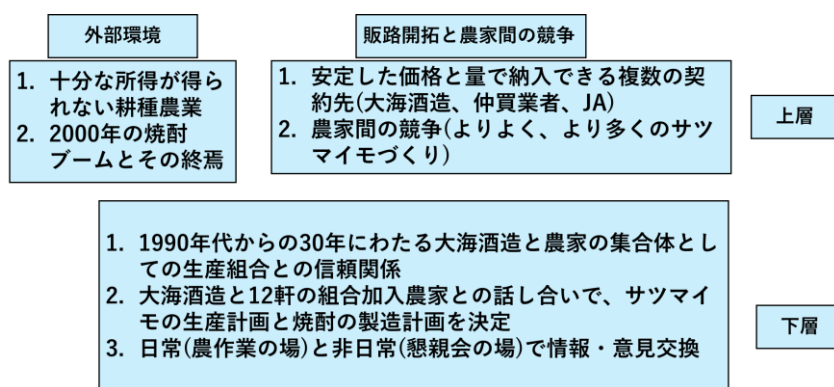 外部環境
販路開拓と農家間の競争
1. 十分な所得が得ら
れない耕種農業
2. 2000年の焼酎
ブームとその終焉
1. 安定した価格と量で納入できる複数の契
約先(大海酒造、仲買業者、JA)
2. 農家間の競争(よりよく、より多くのサツ
マイモづくり)
上層
1. 1990年代からの30年にわたる大海酒造と農家の集合体とし
ての生産組合との信頼関係
2. 大海酒造と12軒の組合加入農家との話し合いで、サツマイ
モの生産計画と焼酎の製造計画を決定
3. 日常(農作業の場)と非日常(懇親会の場)で情報・意見交換
下層